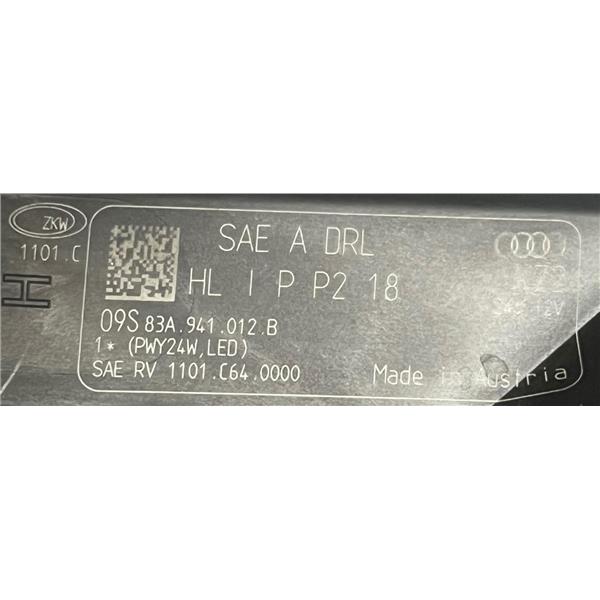 ZKW
1101.C
SAE A DRL
HL I P P2 18
09S 83A.941.012.B
1* (PWY24W,LED)
SAE RV 1101.C64.0000
Made in Austria